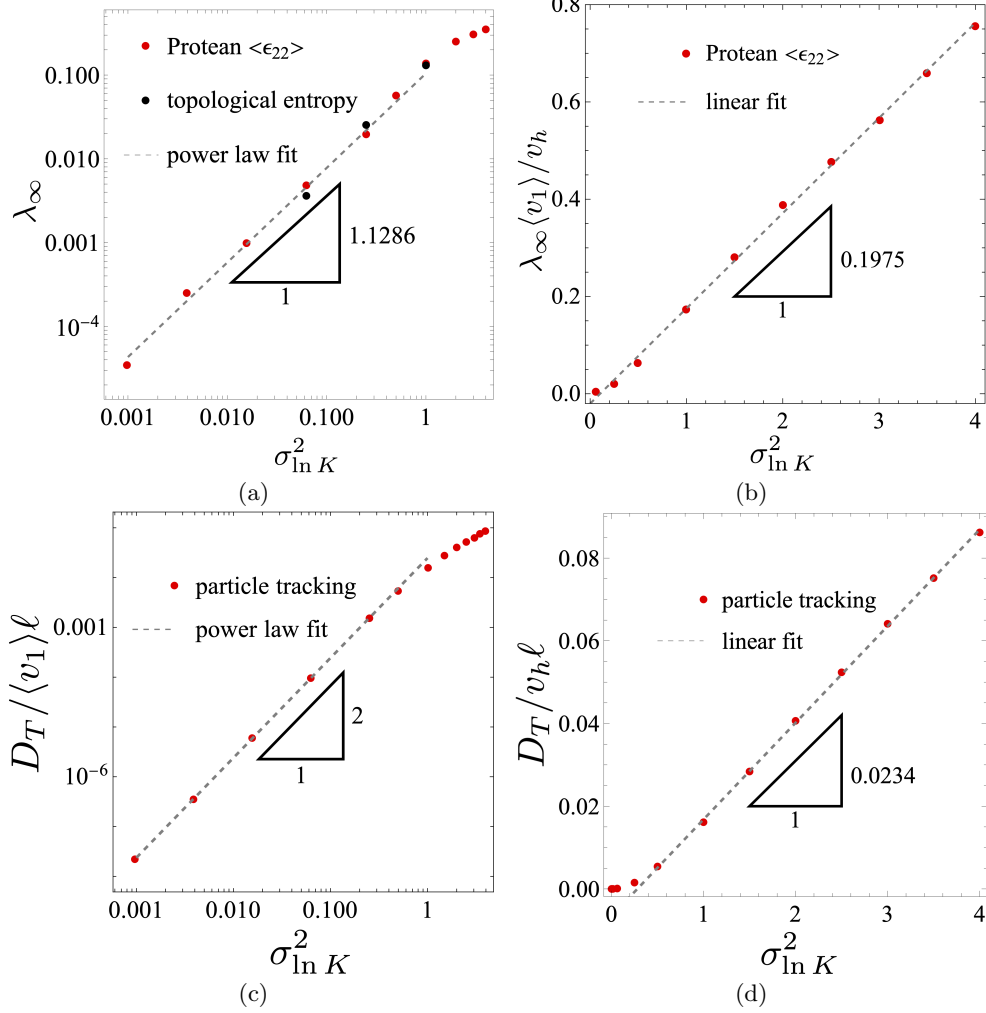 Protean <ϵ₂₂>
topological entropy
power law fit
0.100
0.010
0.001
10⁻⁴
λ∞
1.1286
1
0.001 0.010 0.100 1
σ²ln K
(a)
Protean <ϵ₂₂>
linear fit
0.8
0.6
0.4
0.2
0.0
λ∞⟨v₁⟩/vₕ
0.1975
1
0 1 2 3 4
σ²ln K
(b)
particle tracking
power law fit
0.001
10⁻⁶
D_T/⟨v₁⟩ℓ
2
1
0.001 0.010 0.100 1
σ²ln K
(c)
particle tracking
linear fit
0.08
0.06
0.04
0.02
0.00
D_T/vₕℓ
0.0234
1
0 1 2 3 4
σ²ln K
(d)